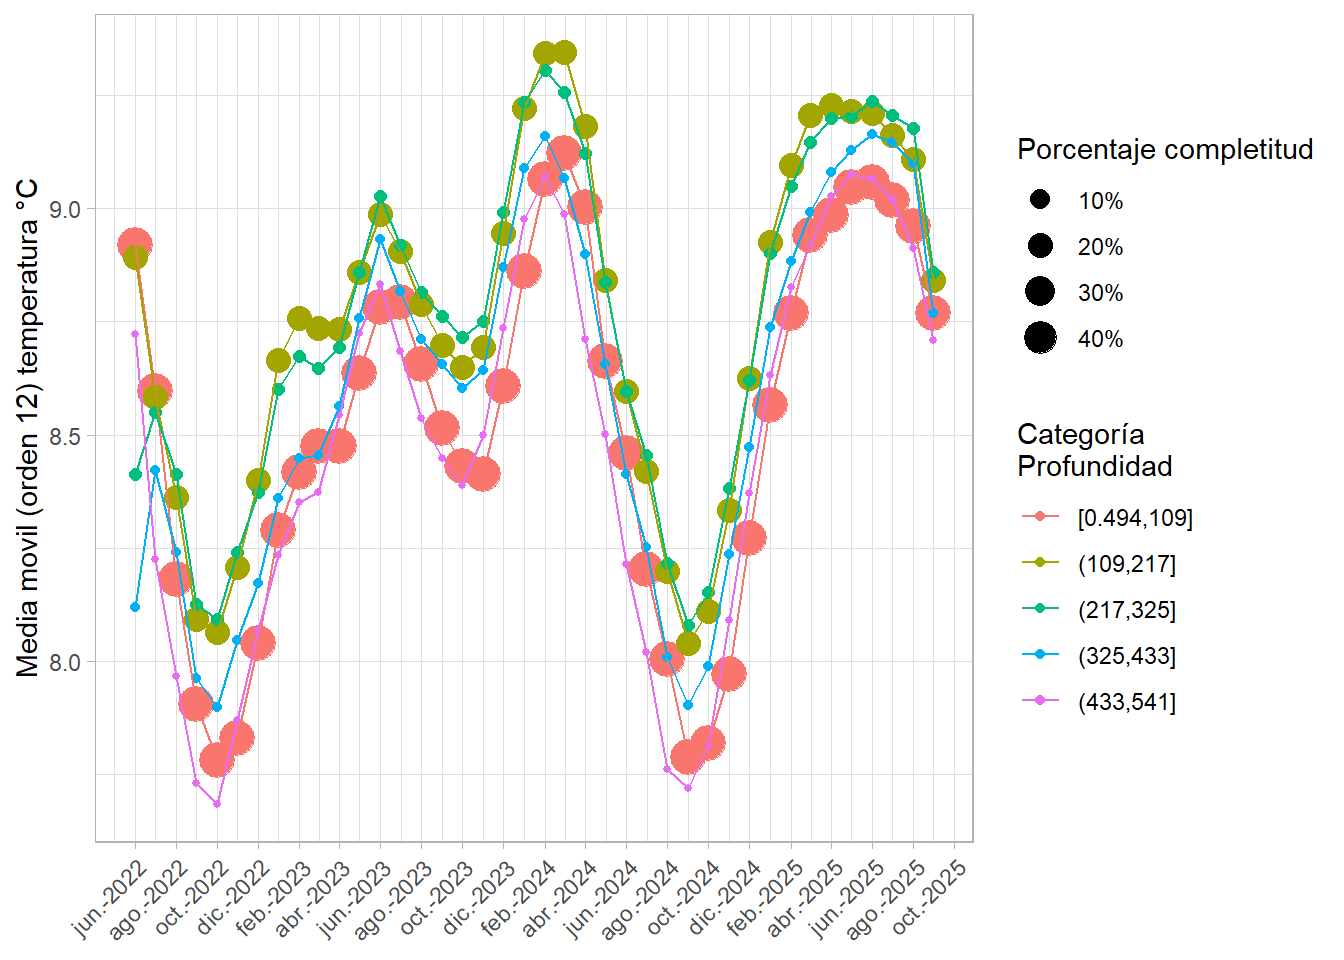 Media movil (orden 12) temperatura °C
9.0
8.5
8.0
jun.-2022
ago.-2022
oct.-2022
dic.-2022
feb.-2023
abr.-2023
jun.-2023
ago.-2023
oct.-2023
dic.-2023
feb.-2024
abr.-2024
jun.-2024
ago.-2024
oct.-2024
dic.-2024
feb.-2025
abr.-2025
jun.-2025
ago.-2025
oct.-2025
Porcentaje completitud
10%
20%
30%
40%
Categoría
Profundidad
[0.494,109]
(109,217]
(217,325]
(325,433]
(433,541]